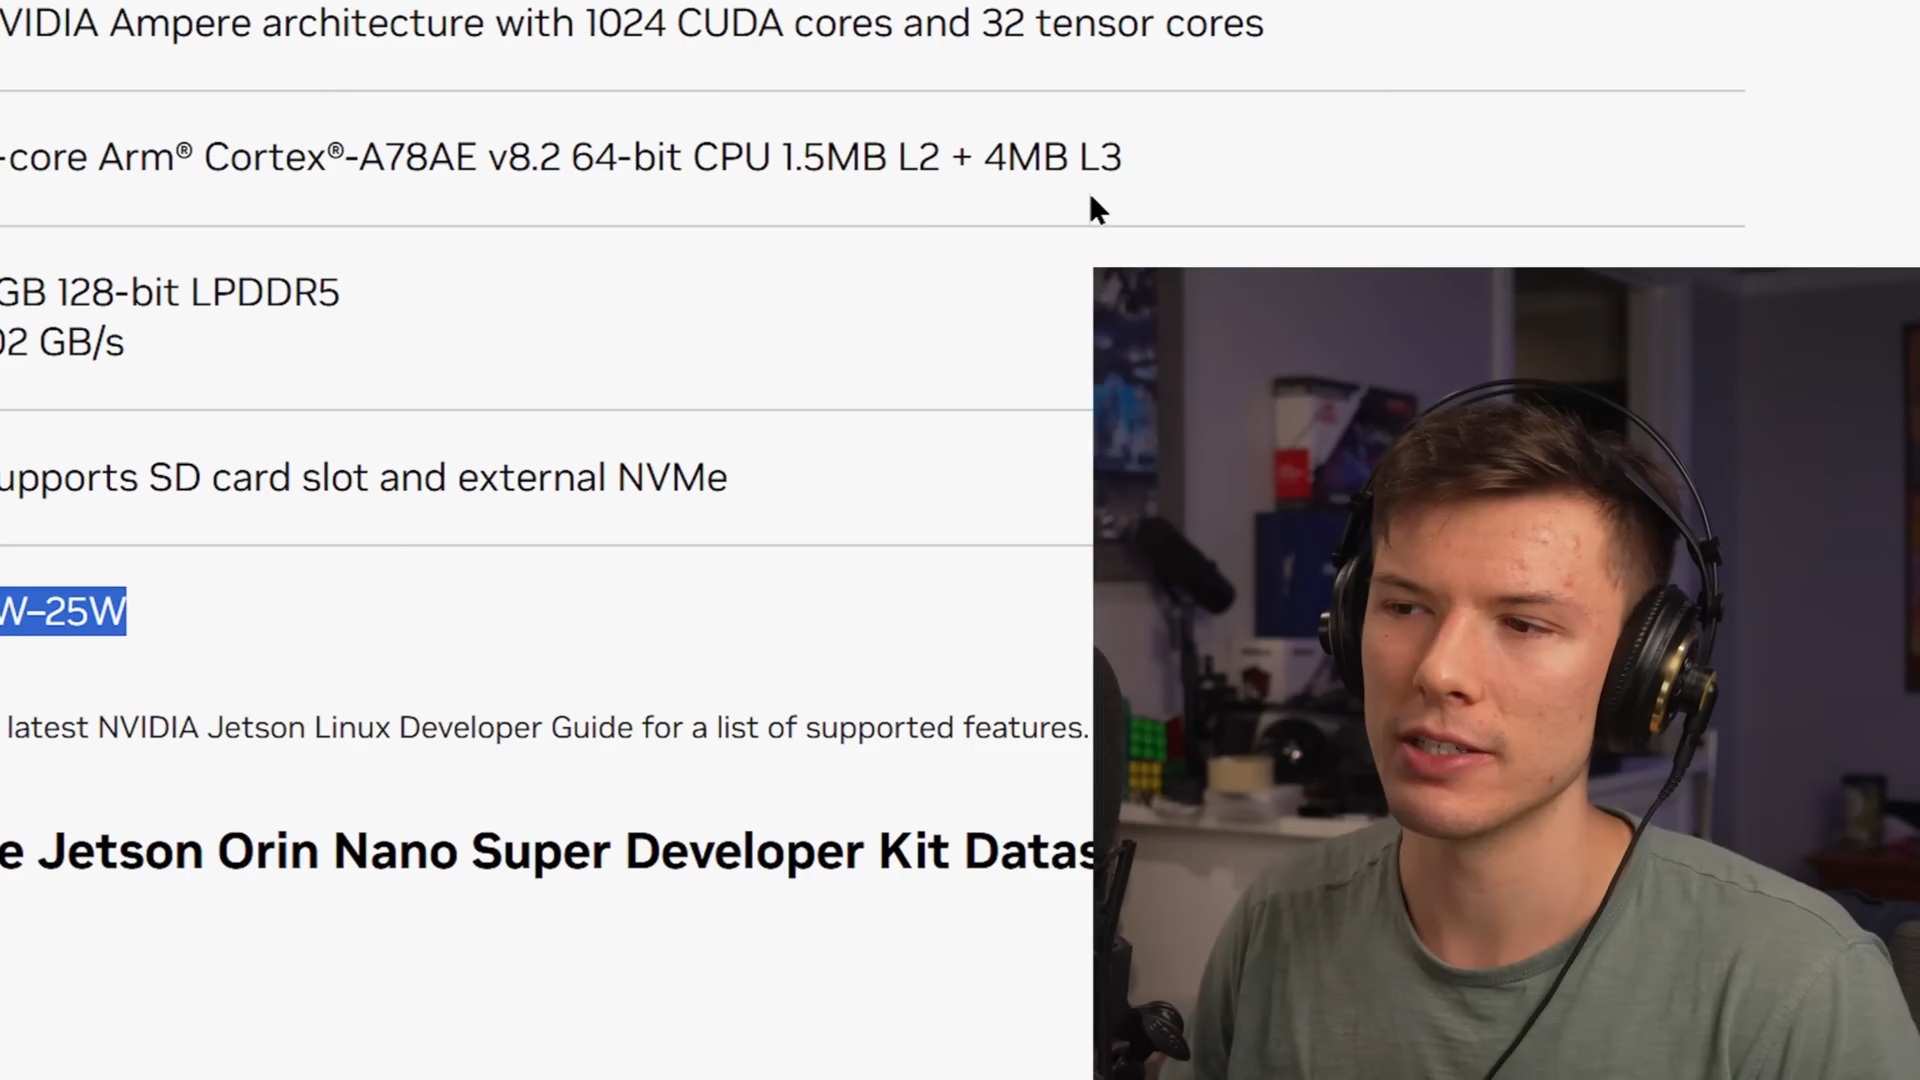 VIDIA Ampere architecture with 1024 CUDA cores and 32 tensor cores
-core Arm® Cortex®-A78AE v8.2 64-bit CPU 1.5MB L2 + 4MB L3
GB 128-bit LPDDR5
02 GB/s
upports SD card slot and external NVMe
W–25W
latest NVIDIA Jetson Linux Developer Guide for a list of supported features.
e Jetson Orin Nano Super Developer Kit Datas